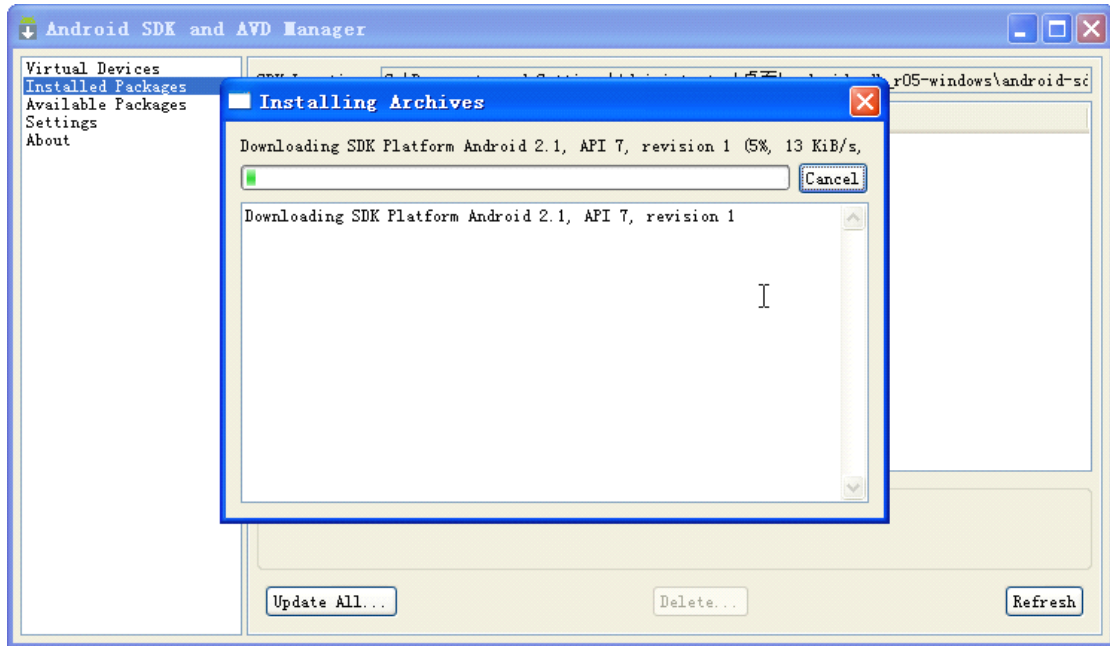 Android SDK and AVD Manager
Virtual Devices
Installed Packages
Available Packages
Settings
About
_r05-windows\android-sd
Installing Archives
Downloading SDK Platform Android 2.1, API 7, revision 1 (5%, 13 KiB/s,
Cancel
Downloading SDK Platform Android 2.1, API 7, revision 1
Update All...
Delete...
Refresh